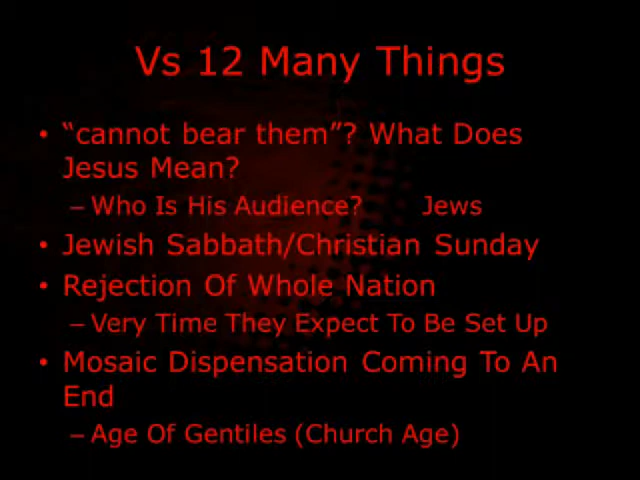 Vs 12 Many Things
• "cannot bear them"? What Does
Jesus Mean?
– Who Is His Audience? Jews
• Jewish Sabbath/Christian Sunday
• Rejection Of Whole Nation
– Very Time They Expect To Be Set Up
• Mosaic Dispensation Coming To An
End
– Age Of Gentiles (Church Age)